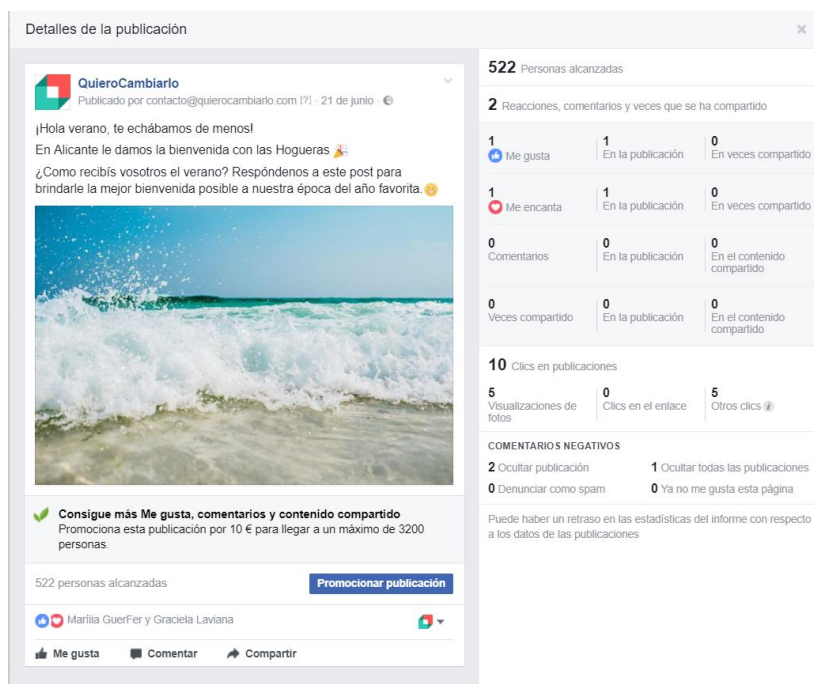 Detalles de la publicación
QuieroCambiarlo
Publicado por contacto@quierocambiarlo.com [?] · 21 de junio ·
¡Hola verano, te echábamos de menos!
En Alicante le damos la bienvenida con las Hogueras 🎉
¿Como recibís vosotros el verano? Respóndenos a este post para
brindarle la mejor bienvenida posible a nuestra época del año favorita.😊
Consigue más Me gusta, comentarios y contenido compartido
Promociona esta publicación por 10 € para llegar a un máximo de 3200
personas.
522 personas alcanzadas
Promocionar publicación
Maríiia GuerFer y Graciela Laviana
Me gusta Comentar Compartir
522 Personas alcanzadas
2 Reacciones, comentarios y veces que se ha compartido
1 1 0
Me gusta En la publicación En veces compartido
1 1 0
Me encanta En la publicación En veces compartido
0 0 0
Comentarios En la publicación En el contenido
compartido
0 0 0
Veces compartido En la publicación En el contenido
compartido
10 Clics en publicaciones
5 0 5
Visualizaciones de Clics en el enlace Otros clics
fotos
COMENTARIOS NEGATIVOS
2 Ocultar publicación 1 Ocultar todas las publicaciones
0 Denunciar como spam 0 Ya no me gusta esta página
Puede haber un retraso en las estadísticas del informe con respecto
a los datos de las publicaciones